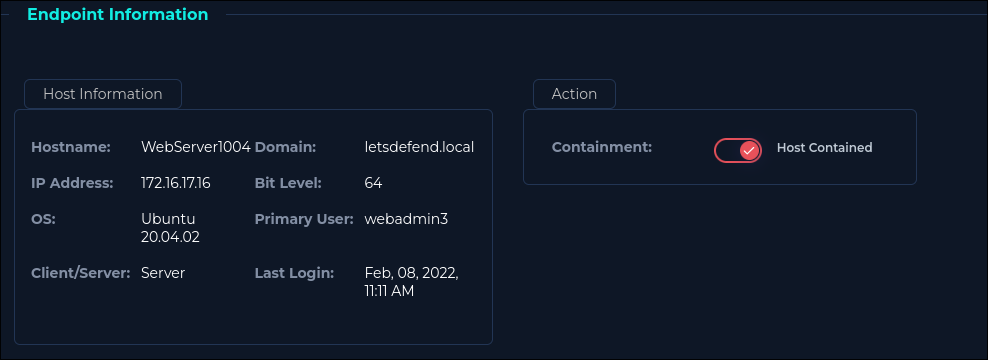 Endpoint Information
Host Information
Hostname: WebServer1004 Domain: letsdefend.local
IP Address: 172.16.17.16 Bit Level: 64
OS: Ubuntu 20.04.02 Primary User: webadmin3
Client/Server: Server Last Login: Feb, 08, 2022, 11:11 AM
Action
Containment: Host Contained